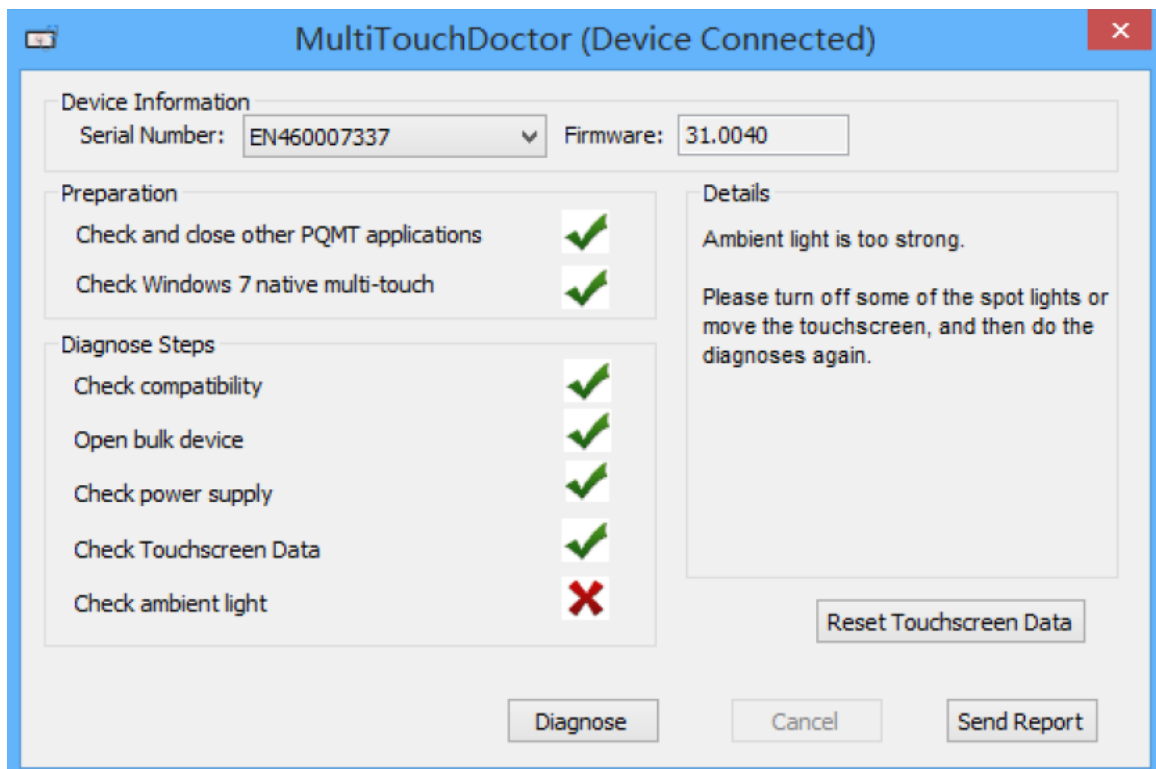 MultiTouchDoctor (Device Connected)
Device Information
Serial Number: EN460007337 Firmware: 31.0040
Preparation
Check and close other PQMT applications
Check Windows 7 native multi-touch
Diagnose Steps
Check compatibility
Open bulk device
Check power supply
Check Touchscreen Data
Check ambient light
Details
Ambient light is too strong.
Please turn off some of the spot lights or
move the touchscreen, and then do the
diagnoses again.
Reset Touchscreen Data
Diagnose Cancel Send Report